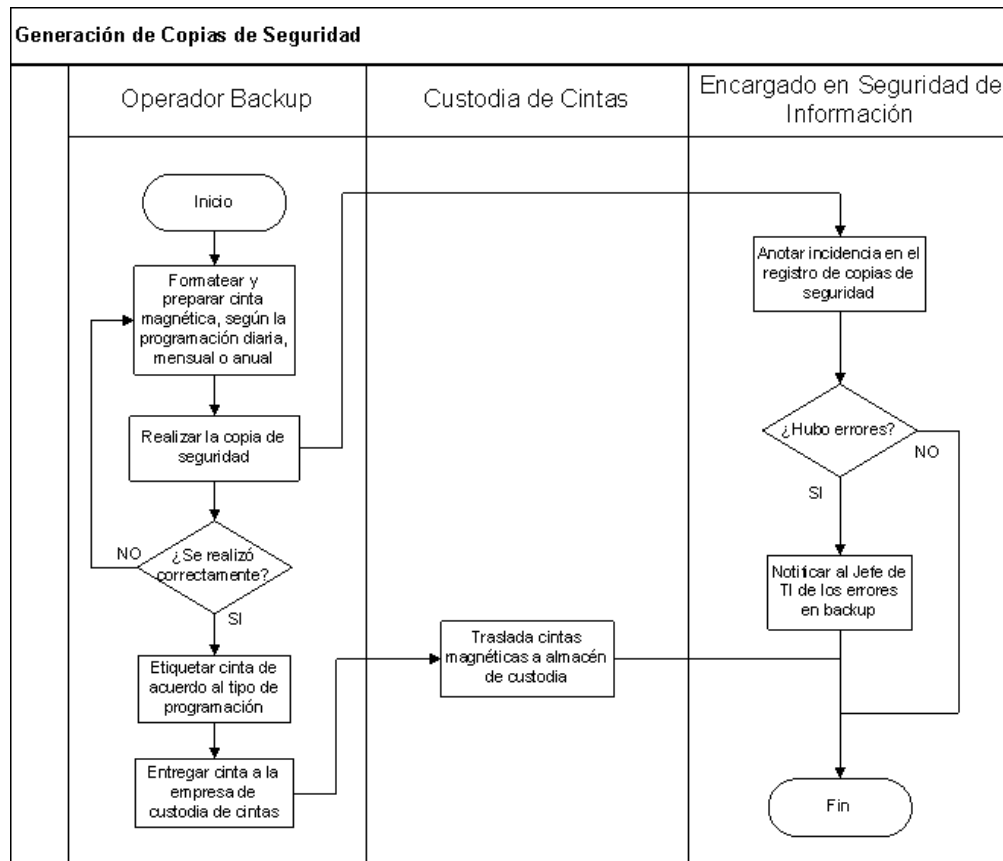 Generación de Copias de Seguridad
Operador Backup
Custodia de Cintas
Encargado en Seguridad de
Información
Inicio
Formatear y
preparar cinta
magnética, según la
programación diaria,
mensual o anual
Realizar la copia de
seguridad
¿Se realizó
correctamente?
NO
SI
Etiquetar cinta de
acuerdo al tipo de
programación
Entregar cinta a la
empresa de
custodia de cintas
Traslada cintas
magnéticas a almacén
de custodia
Anotar incidencia en el
registro de copias de
seguridad
¿Hubo errores?
NO
SI
Notificar al Jefe de
TI de los errores
en backup
Fin